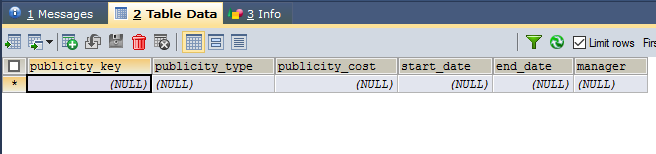 1 Messages 2 Table Data 3 Info
Limit rows
publicity_key publicity_type publicity_cost start_date end_date manager
* (NULL) (NULL) (NULL) (NULL) (NULL) (NULL)